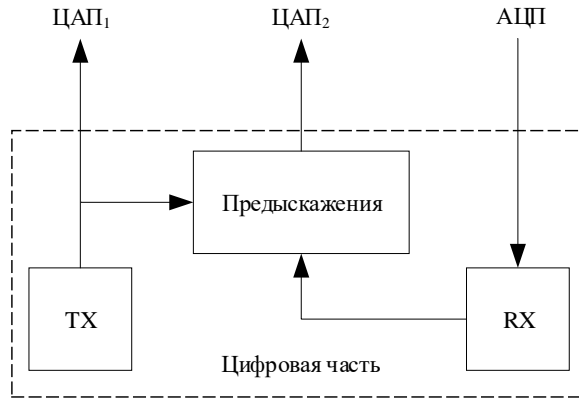 ЦАП₁
ЦАП₂
АЦП
Предыскажения
TX
RX
Цифровая часть